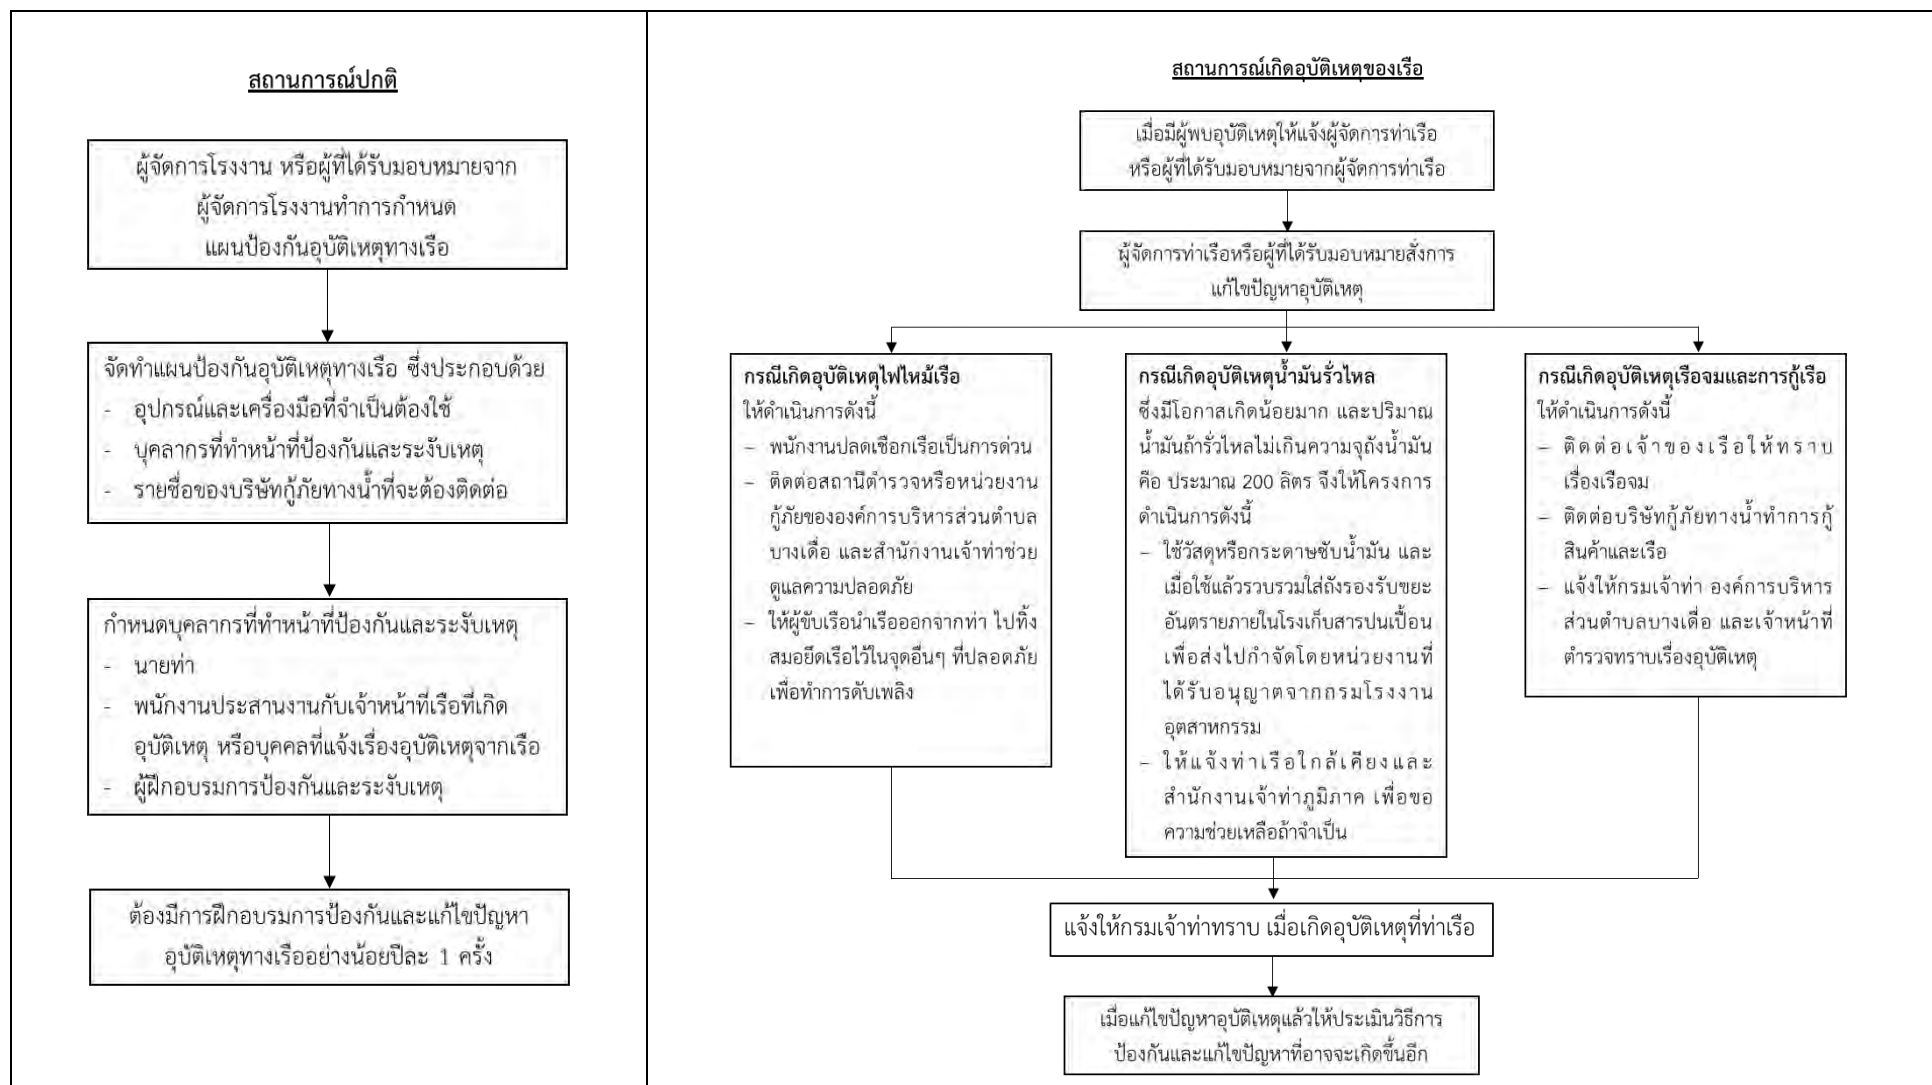 สถานการณ์ปกติ
ผู้จัดการโรงงาน หรือผู้ที่ได้รับมอบหมายจาก
ผู้จัดการโรงงานทำการกำหนด
แผนป้องกันอุบัติเหตุทางเรือ
จัดทำแผนป้องกันอุบัติเหตุทางเรือ ซึ่งประกอบด้วย
- อุปกรณ์และเครื่องมือที่จำเป็นต้องใช้
- บุคลากรที่ทำหน้าที่ป้องกันและระงับเหตุ
- รายชื่อของบริษัทกู้ภัยทางน้ำที่จะต้องติดต่อ
กำหนดบุคลากรที่ทำหน้าที่ป้องกันและระงับเหตุ
- นายท่า
- พนักงานประสานงานกับเจ้าหน้าที่เรือที่เกิด
อุบัติเหตุ หรือบุคคลที่แจ้งเรื่องอุบัติเหตุจากเรือ
- ผู้ฝึกอบรมการป้องกันและระงับเหตุ
ต้องมีการฝึกอบรมการป้องกันและแก้ไขปัญหา
อุบัติเหตุทางเรืออย่างน้อยปีละ 1 ครั้ง
สถานการณ์เกิดอุบัติเหตุของเรือ
เมื่อมีผู้พบอุบัติเหตุให้แจ้งผู้จัดการท่าเรือ
หรือผู้ที่ได้รับมอบหมายจากผู้จัดการท่าเรือ
ผู้จัดการท่าเรือหรือผู้ที่ได้รับมอบหมายสั่งการ
แก้ไขปัญหาอุบัติเหตุ
กรณีเกิดอุบัติเหตุไฟไหม้เรือ
ให้ดำเนินการดังนี้
– พนักงานปลดเชือกเรือเป็นการด่วน
– ติดต่อสถานีตำรวจหรือหน่วยงาน
กู้ภัยขององค์การบริหารส่วนตำบล
บางเดื่อ และสำนักงานเจ้าท่าช่วย
ดูแลความปลอดภัย
– ให้ผู้ขับเรือนำเรือออกจากท่า ไปทิ้ง
สมอยึดเรือไว้ในจุดอื่นๆ ที่ปลอดภัย
เพื่อทำการดับเพลิง
กรณีเกิดอุบัติเหตุน้ำมันรั่วไหล
ซึ่งมีโอกาสเกิดน้อยมาก และปริมาณ
น้ำมันถ้ารั่วไหลไม่เกินความจุถังน้ำมัน
คือ ประมาณ 200 ลิตร จึงให้โครงการ
ดำเนินการดังนี้
– ใช้วัสดุหรือกระดาษซับน้ำมัน และ
เมื่อใช้แล้วรวบรวมใส่ถังรองรับขยะ
อันตรายภายในโรงเก็บสารปนเปื้อน
เพื่อส่งไปกำจัดโดยหน่วยงานที่
ได้รับอนุญาตจากกรมโรงงาน
อุตสาหกรรม
– ให้แจ้งท่าเรือใกล้เคียงและ
สำนักงานเจ้าท่าภูมิภาค เพื่อขอ
ความช่วยเหลือถ้าจำเป็น
กรณีเกิดอุบัติเหตุเรือจมและการกู้เรือ
ให้ดำเนินการดังนี้
– ติดต่อเจ้าของเรือให้ทราบ
เรื่องเรือจม
– ติดต่อบริษัทกู้ภัยทางน้ำทำการกู้
สินค้าและเรือ
– แจ้งให้กรมเจ้าท่า องค์การบริหาร
ส่วนตำบลบางเดื่อ และเจ้าหน้าที่
ตำรวจทราบเรื่องอุบัติเหตุ
แจ้งให้กรมเจ้าท่าทราบ เมื่อเกิดอุบัติเหตุที่ท่าเรือ
เมื่อแก้ไขปัญหาอุบัติเหตุแล้วให้ประเมินวิธีการ
ป้องกันและแก้ไขปัญหาที่อาจจะเกิดขึ้นอีก